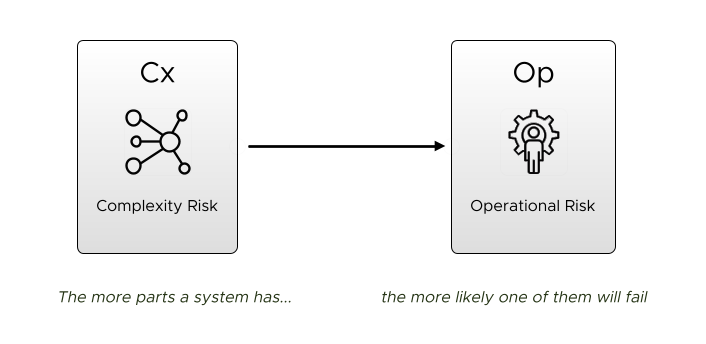 Cx
Op
Complexity Risk
Operational Risk
The more parts a system has...
the more likely one of them will fail